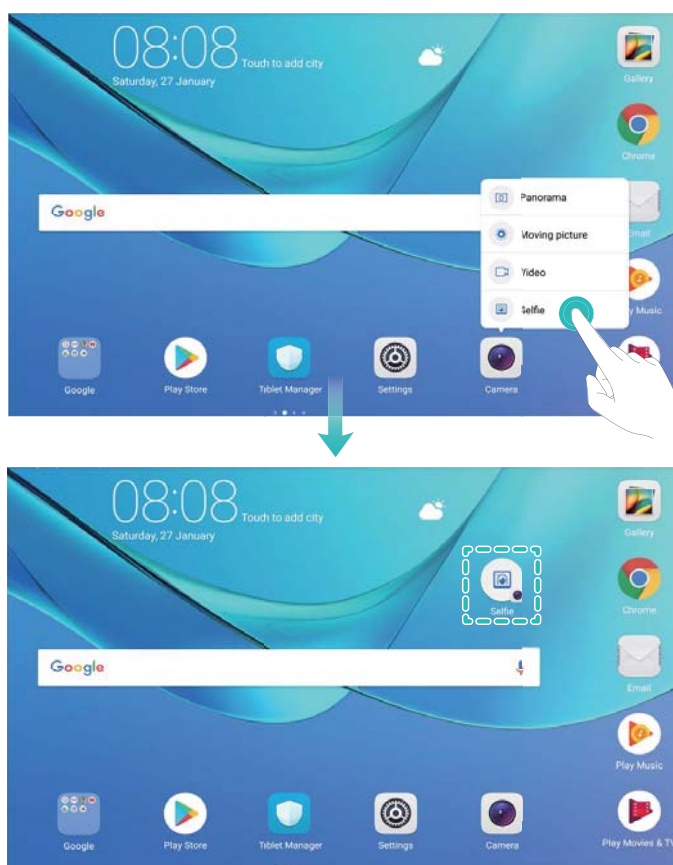 08:08 Touch to add city
Saturday, 27 January
Gallery
Chrome
Google
Panorama
Moving picture
Video
Selfie
Email
Play Music
Google
Play Store
Tablet Manager
Settings
Camera
08:08 Touch to add city
Saturday, 27 January
Gallery
Selfie
Chrome
Google
Email
Play Music
Google
Play Store
Tablet Manager
Settings
Camera
Play Movies & TV